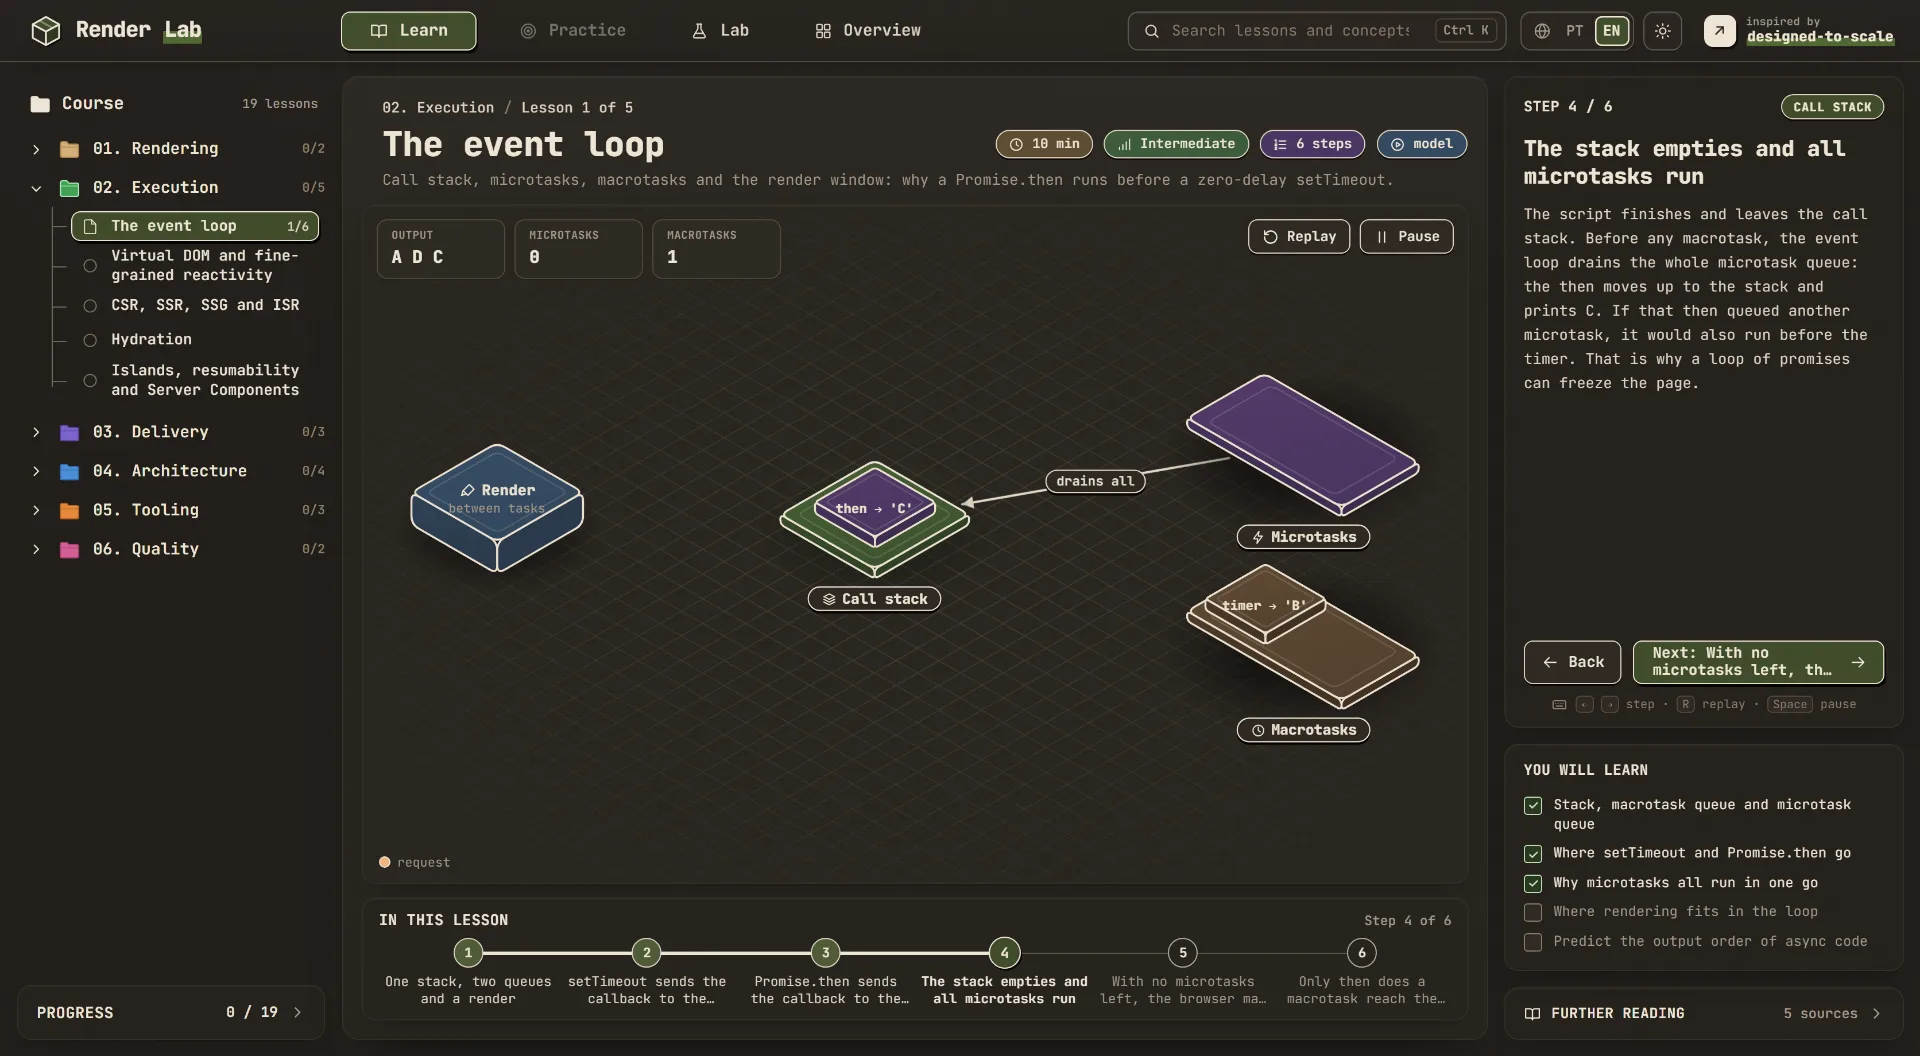 Render Lab
Learn
Practice
Lab
Overview
Search lessons and concepts
Ctrl K
PT
EN
inspired by
designed-to-scale
Course
19 lessons
01. Rendering
0/2
02. Execution
0/5
The event loop
1/6
Virtual DOM and fine-
grained reactivity
CSR, SSR, SSG and ISR
Hydration
Islands, resumability
and Server Components
03. Delivery
0/3
04. Architecture
0/4
05. Tooling
0/3
06. Quality
0/2
PROGRESS
0 / 19
02. Execution / Lesson 1 of 5
The event loop
10 min
Intermediate
6 steps
model
Call stack, microtasks, macrotasks and the render window: why a Promise.then runs before a zero-delay setTimeout.
OUTPUT
A D C
MICROTASKS
0
MACROTASKS
1
Replay
Pause
Render
between tasks
then → 'C'
Call stack
drains all
Microtasks
timer → 'B'
Macrotasks
request
IN THIS LESSON
Step 4 of 6
1
2
3
4
5
6
One stack, two queues
and a render
setTimeout sends the
callback to the…
Promise.then sends
the callback to the…
The stack empties and
all microtasks run
With no microtasks
left, the browser ma…
Only then does a
macrotask reach the…
STEP 4 / 6
CALL STACK
The stack empties and all
microtasks run
The script finishes and leaves the call
stack. Before any macrotask, the event
loop drains the whole microtask queue:
the then moves up to the stack and
prints C. If that then queued another
microtask, it would also run before the
timer. That is why a loop of promises
can freeze the page.
← Back
Next: With no
microtasks left, th… →
← → step · R replay · Space pause
YOU WILL LEARN
Stack, macrotask queue and microtask
queue
Where setTimeout and Promise.then go
Why microtasks all run in one go
Where rendering fits in the loop
Predict the output order of async code
FURTHER READING
5 sources